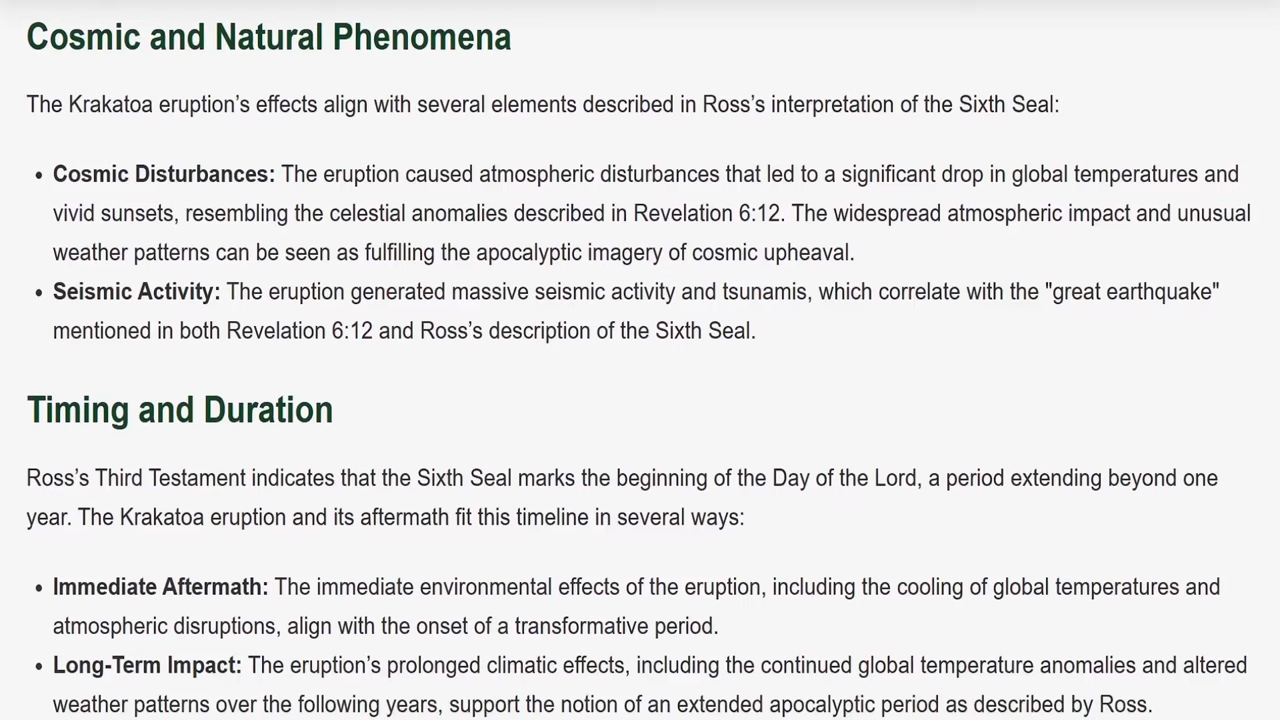 Cosmic and Natural Phenomena
The Krakatoa eruption’s effects align with several elements described in Ross’s interpretation of the Sixth Seal:
• Cosmic Disturbances: The eruption caused atmospheric disturbances that led to a significant drop in global temperatures and
vivid sunsets, resembling the celestial anomalies described in Revelation 6:12. The widespread atmospheric impact and unusual
weather patterns can be seen as fulfilling the apocalyptic imagery of cosmic upheaval.
• Seismic Activity: The eruption generated massive seismic activity and tsunamis, which correlate with the "great earthquake"
mentioned in both Revelation 6:12 and Ross’s description of the Sixth Seal.
Timing and Duration
Ross’s Third Testament indicates that the Sixth Seal marks the beginning of the Day of the Lord, a period extending beyond one
year. The Krakatoa eruption and its aftermath fit this timeline in several ways:
• Immediate Aftermath: The immediate environmental effects of the eruption, including the cooling of global temperatures and
atmospheric disruptions, align with the onset of a transformative period.
• Long-Term Impact: The eruption’s prolonged climatic effects, including the continued global temperature anomalies and altered
weather patterns over the following years, support the notion of an extended apocalyptic period as described by Ross.